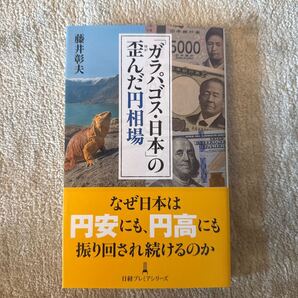 藤井彰夫
「ガラパゴス・日本」の
歪んだ円相場
5000
なぜ日本は
円安にも、円高にも
振り回され続けるのか
日経プレミアシリーズ